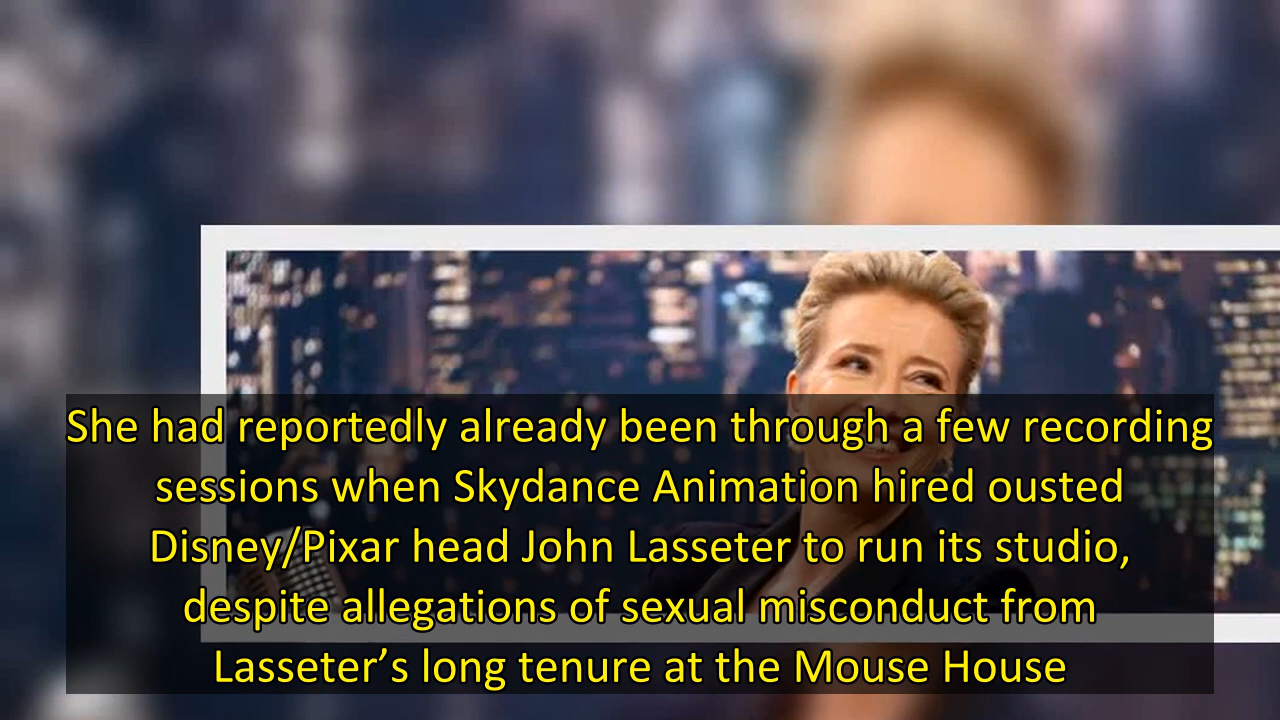 She had reportedly already been through a few recording
sessions when Skydance Animation hired ousted
Disney/Pixar head John Lasseter to run its studio,
despite allegations of sexual misconduct from
Lasseter’s long tenure at the Mouse House